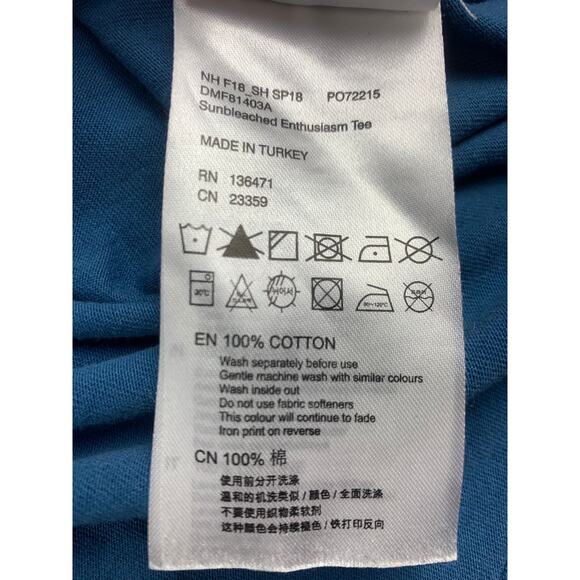 NH F18_SH SP18 PO72215
DMF81403A
Sunbleached Enthusiasm Tee
MADE IN TURKEY
RN 136471
CN 23359
30°C
80~120°C
EN 100% COTTON
Wash separately before use
Gentle machine wash with similar colours
Wash inside out
Do not use fabric softeners
This colour will continue to fade
Iron print on reverse
CN 100% 棉
使用前分开洗涤
温和的机洗类似 / 颜色 / 全面洗涤
不要使用织物柔软剂
这种颜色会持续褪色 / 铁打印反向